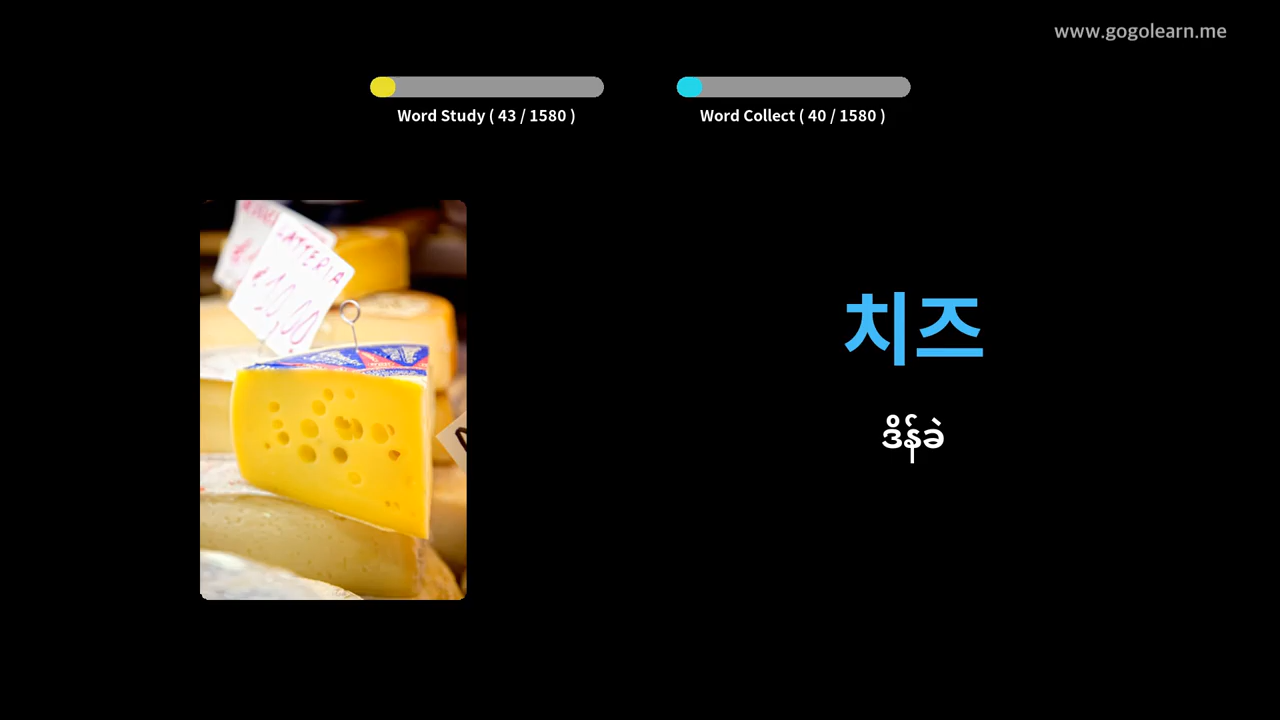 www.gogolearn.me
Word Study ( 43 / 1580 )
Word Collect ( 40 / 1580 )
LATTERIA
치즈
ဒိန်ခဲ